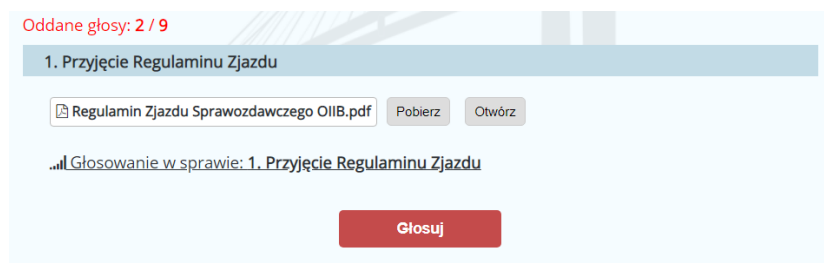 Oddane głosy: 2 / 9
1. Przyjęcie Regulaminu Zjazdu
Regulamin Zjazdu Sprawozdawczego OIIB.pdf Pobierz Otwórz
Głosowanie w sprawie: 1. Przyjęcie Regulaminu Zjazdu
Głosuj